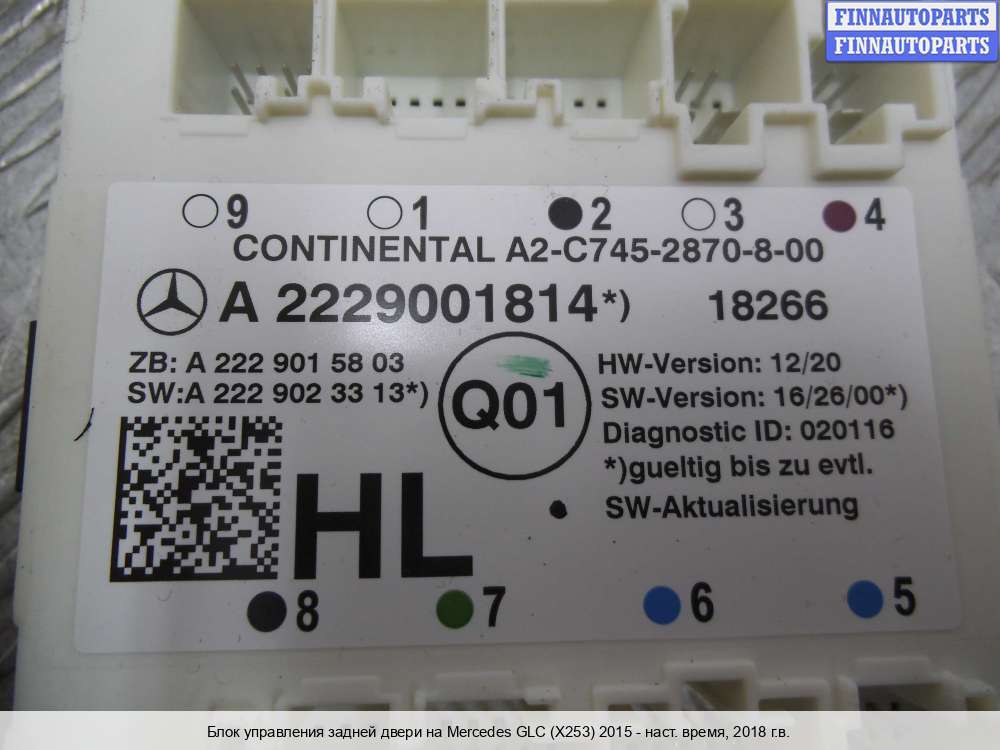 FINNAUTOPARTS
FINNAUTOPARTS
9 1 2 3 4
CONTINENTAL A2-C745-2870-8-00
A 2229001814*) 18266
ZB: A 222 901 58 03
SW:A 222 902 33 13*)
Q01
HW-Version: 12/20
SW-Version: 16/26/00*)
Diagnostic ID: 020116
*)gueltig bis zu evtl.
SW-Aktualisierung
HL
8 7 6 5
Блок управления задней двери на Mercedes GLC (X253) 2015 - наст. время, 2018 г.в.